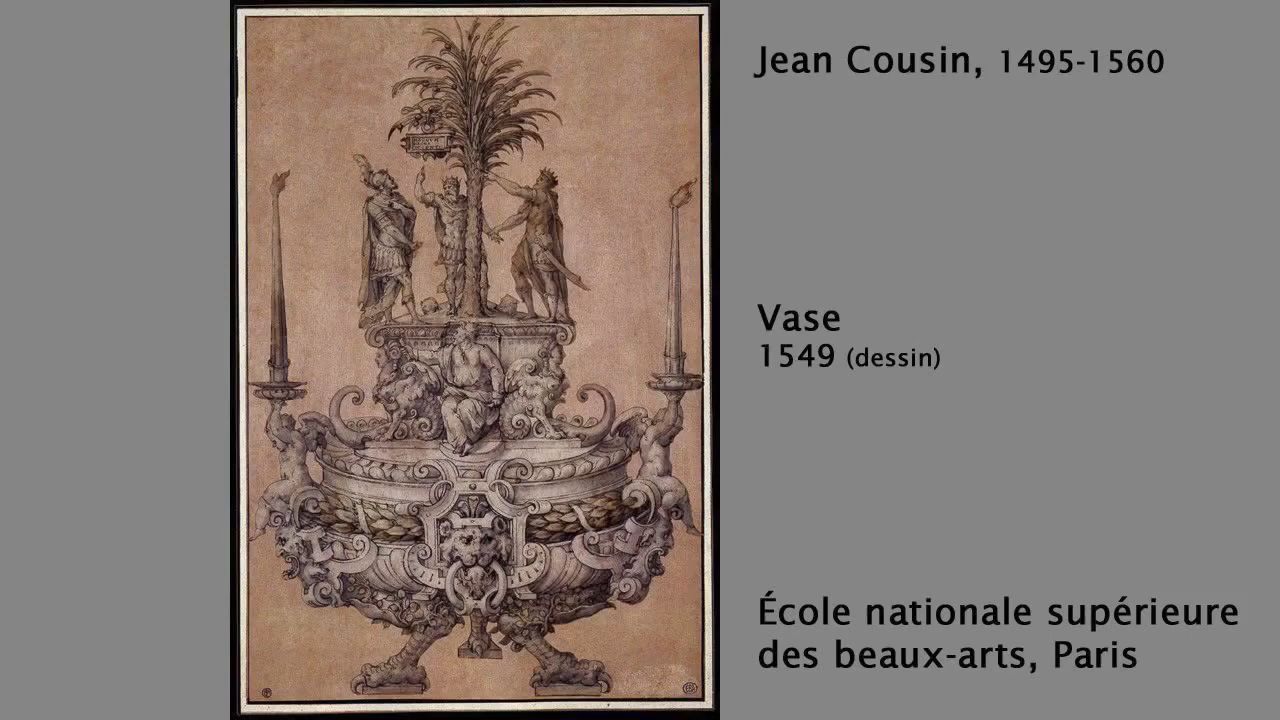 Jean Cousin, 1495-1560
Vase
1549 (dessin)
École nationale supérieure
des beaux-arts, Paris